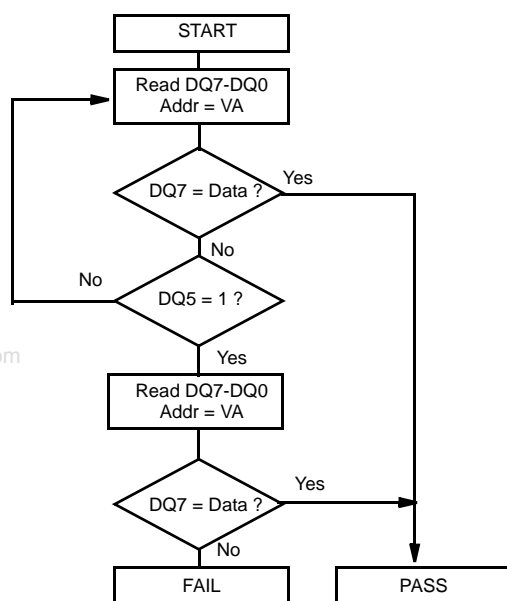 START
Read DQ7-DQ0
Addr = VA
DQ7 = Data ?
Yes
No
No
DQ5 = 1 ?
om
Yes
Read DQ7-DQ0
Addr = VA
Yes
DQ7 = Data ?
No
FAIL
PASS